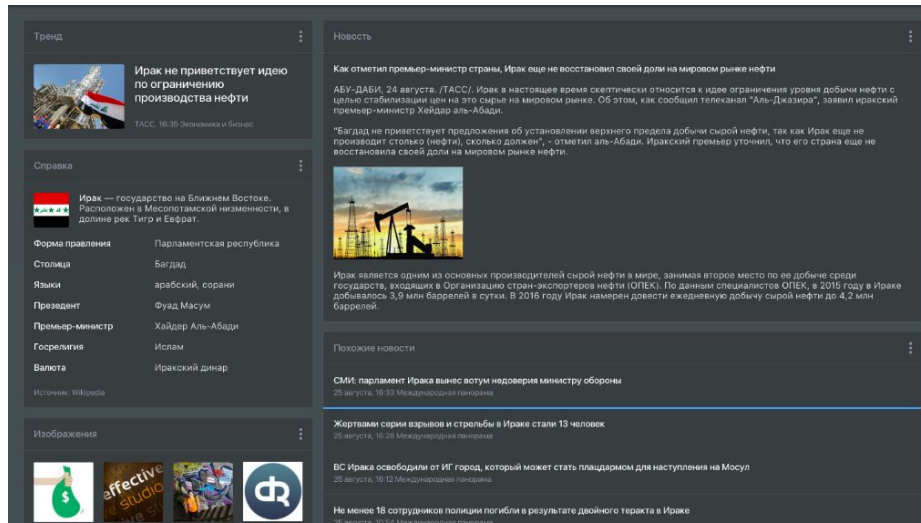 Тренд
Ирак не приветствует идею
по ограничению
производства нефти
ТАСС, 16:35 Экономика и бизнес
Справка
Ирак — государство на Ближнем Востоке.
Расположен в Месопотамской низменности, в
долине рек Тигр и Евфрат.
Форма правления Парламентская республика
Столица Багдад
Языки арабский, сорани
Презедент Фуад Масум
Премьер-министр Хайдер Аль-Абади
Госрелигия Ислам
Валюта Иракский динар
Источник: Wikipedia
Изображения
effective
studio
Новость
Как отметил премьер-министр страны, Ирак еще не восстановил своей доли на мировом рынке нефти
АБУ-ДАБИ, 24 августа. /ТАСС/. Ирак в настоящее время скептически относится к идее ограничения уровня добычи нефти с
целью стабилизации цен на это сырье на мировом рынке. Об этом, как сообщил телеканал "Аль-Джазира", заявил иракский
премьер-министр Хейдар аль-Абади.
"Багдад не приветствует предложения об установлении верхнего предела добычи сырой нефти, так как Ирак еще не
производит столько (нефти), сколько должен", - отметил аль-Абади. Иракский премьер уточнил, что его страна еще не
восстановила своей доли на мировом рынке нефти.
Ирак является одним из основных производителей сырой нефти в мире, занимая второе место по ее добыче среди
государств, входящих в Организацию стран-экспортеров нефти (ОПЕК). По данным специалистов ОПЕК, в 2015 году в Ираке
добывалось 3,9 млн баррелей в сутки. В 2016 году Ирак намерен довести ежедневную добычу сырой нефти до 4,2 млн
баррелей.
Похожие новости
СМИ: парламент Ирака вынес вотум недоверия министру обороны
25 августа, 16:33 Международная панорама
Жертвами серии взрывов и стрельбы в Ираке стали 13 человек
25 августа, 16:28 Международная панорама
ВС Ирака освободили от ИГ город, который может стать плацдармом для наступления на Мосул
25 августа, 16:12 Международная панорама
Не менее 18 сотрудников полиции погибли в результате двойного теракта в Ираке